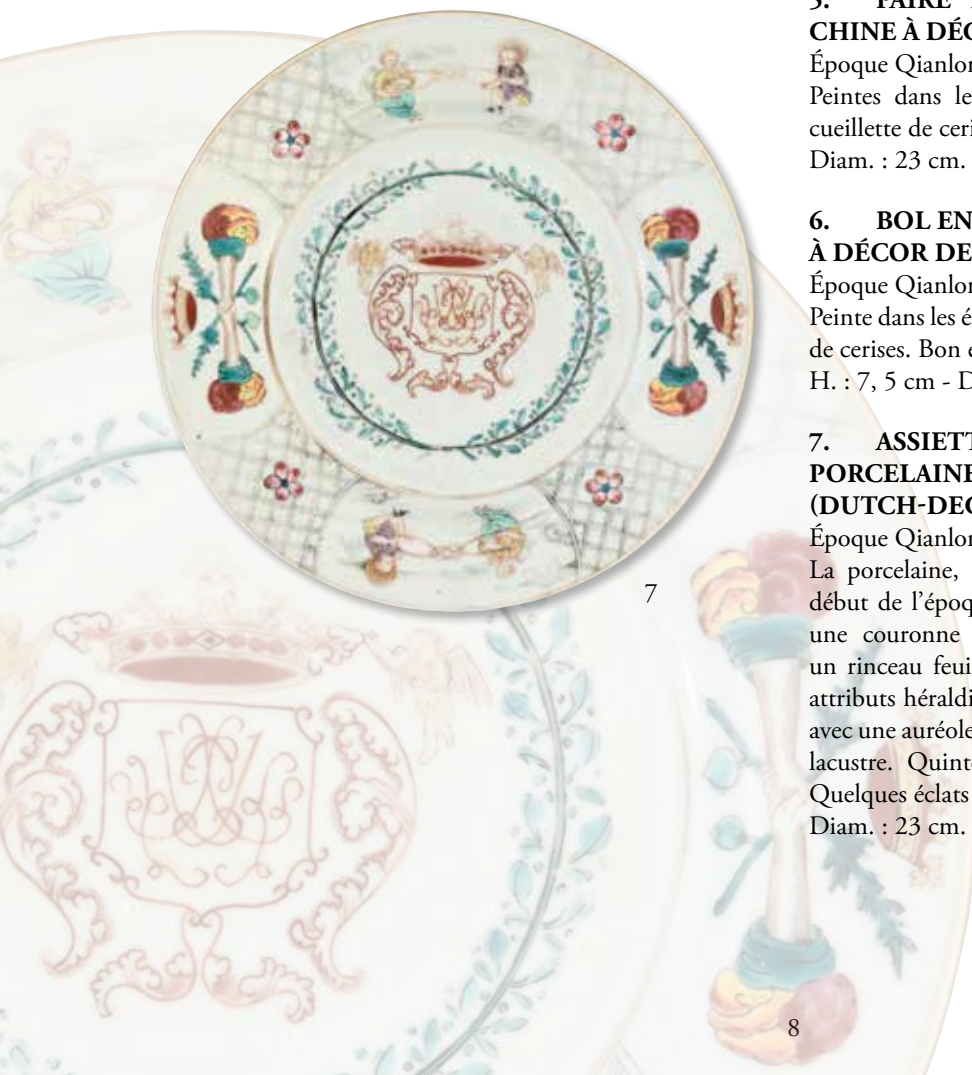 5. PAIRE
CHINE À DÉC
Époque Qianlon
Peintes dans le
cueillette de ceri
Diam. : 23 cm.
6. BOL EN
À DÉCOR DE
Époque Qianlon
Peinte dans les é
de cerises. Bon e
H. : 7, 5 cm - D
7. ASSIETT
PORCELAINE
(DUTCH-DEC
Époque Qianlon
La porcelaine,
début de l’époq
une couronne
un rinceau feui
attributs héraldi
avec une auréole
lacustre. Quint
Quelques éclats
Diam. : 23 cm.
7
8